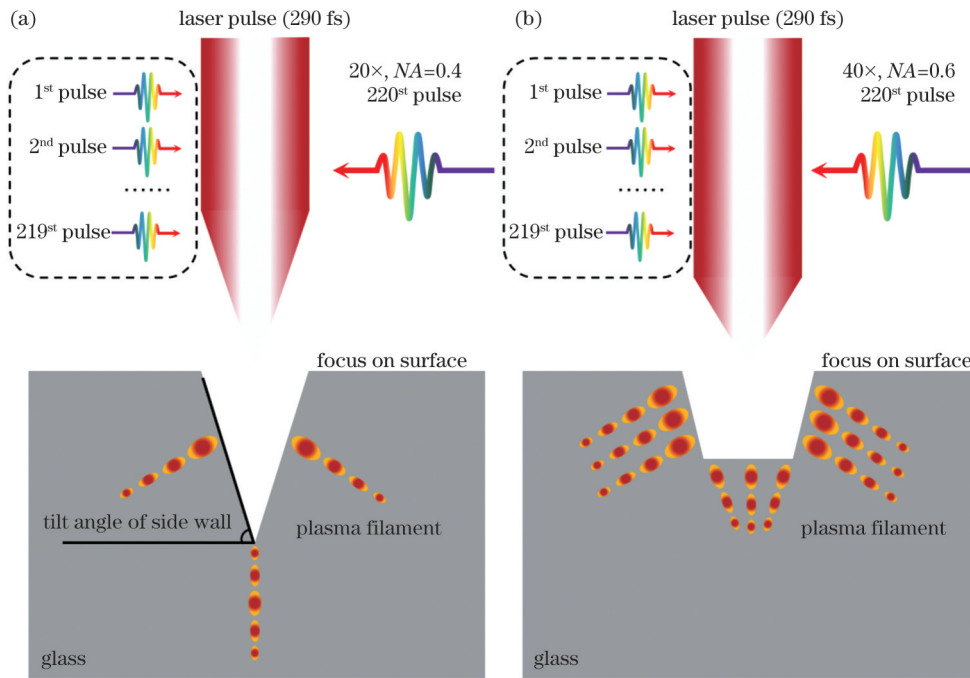 (a)
laser pulse (290 fs)
1st pulse
2nd pulse
······
219st pulse
20×, NA=0.4
220st pulse
focus on surface
tilt angle of side wall
plasma filament
glass
(b)
laser pulse (290 fs)
1st pulse
2nd pulse
······
219st pulse
40×, NA=0.6
220st pulse
focus on surface
plasma filament
glass